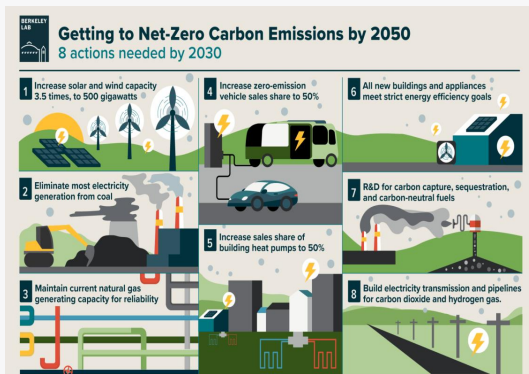 BERKELEY
LAB
Getting to Net-Zero Carbon Emissions by 2050
8 actions needed by 2030
1
Increase solar and wind capacity
3.5 times, to 500 gigawatts
2
Eliminate most electricity
generation from coal
3
Maintain current natural gas
generating capacity for reliability
4
Increase zero-emission
vehicle sales share to 50%
5
Increase sales share of
building heat pumps to 50%
6
All new buildings and appliances
meet strict energy efficiency goals
7
R&D for carbon capture, sequestration,
and carbon-neutral fuels
8
Build electricity transmission and pipelines
for carbon dioxide and hydrogen gas.